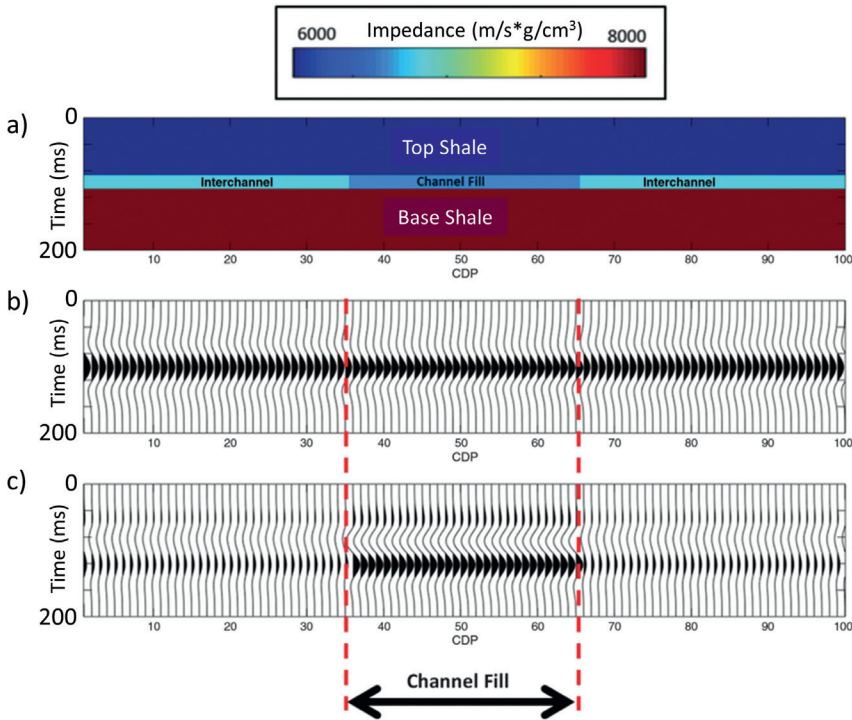 Impedance (m/s*g/cm³)
6000 8000
a)
0
Time (ms)
200
Top Shale
Interchannel Channel Fill Interchannel
Base Shale
10 20 30 40 50 60 70 80 90 100
CDP
b)
0
Time (ms)
200
10 20 30 40 50 60 70 80 90 100
CDP
c)
0
Time (ms)
200
10 20 30 40 50 60 70 80 90 100
CDP
Channel Fill